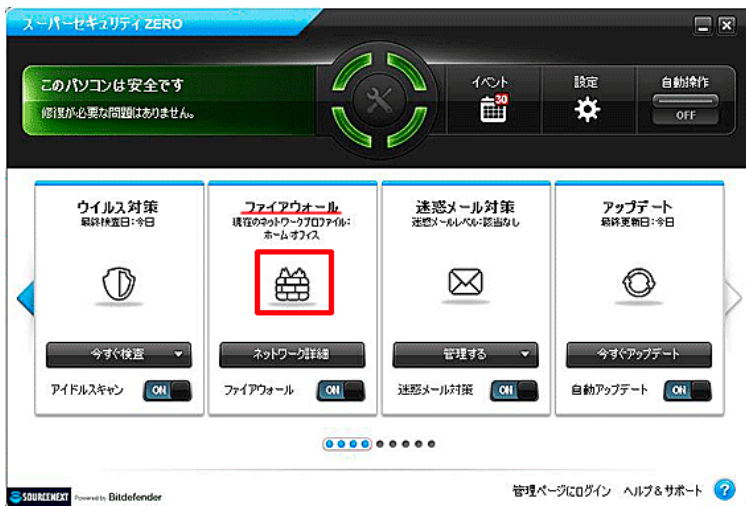 スーパーセキュリティ ZERO
このパソコンは安全です
修復が必要な問題はありません。
イベント
30
設定
自動操作
OFF
ウイルス対策
最終検査日:今日
今すぐ検査
アイドルスキャン ON
ファイアウォール
現在のネットワークプロファイル:
ホーム・オフィス
ネットワーク詳細
ファイアウォール ON
迷惑メール対策
迷惑メールレベル:該当なし
管理する
迷惑メール対策 ON
アップデート
最終更新日:今日
今すぐアップデート
自動アップデート ON
SOURCENEXT Powered by Bitdefender
管理ページにログイン ヘルプ&サポート ?